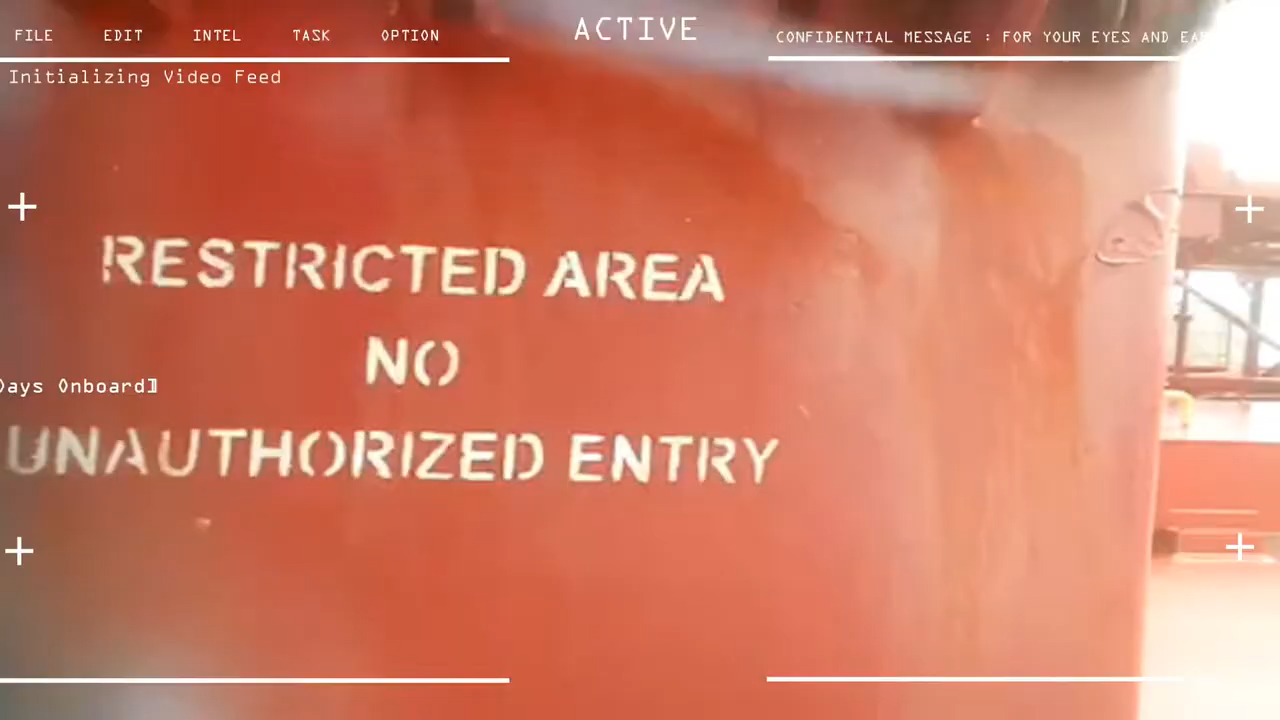 FILE EDIT INTEL TASK OPTION
ACTIVE
CONFIDENTIAL MESSAGE : FOR YOUR EYES AND
Initializing Video Feed
RESTRICTED AREA
NO
Days Onboard]
UNAUTHORIZED ENTRY